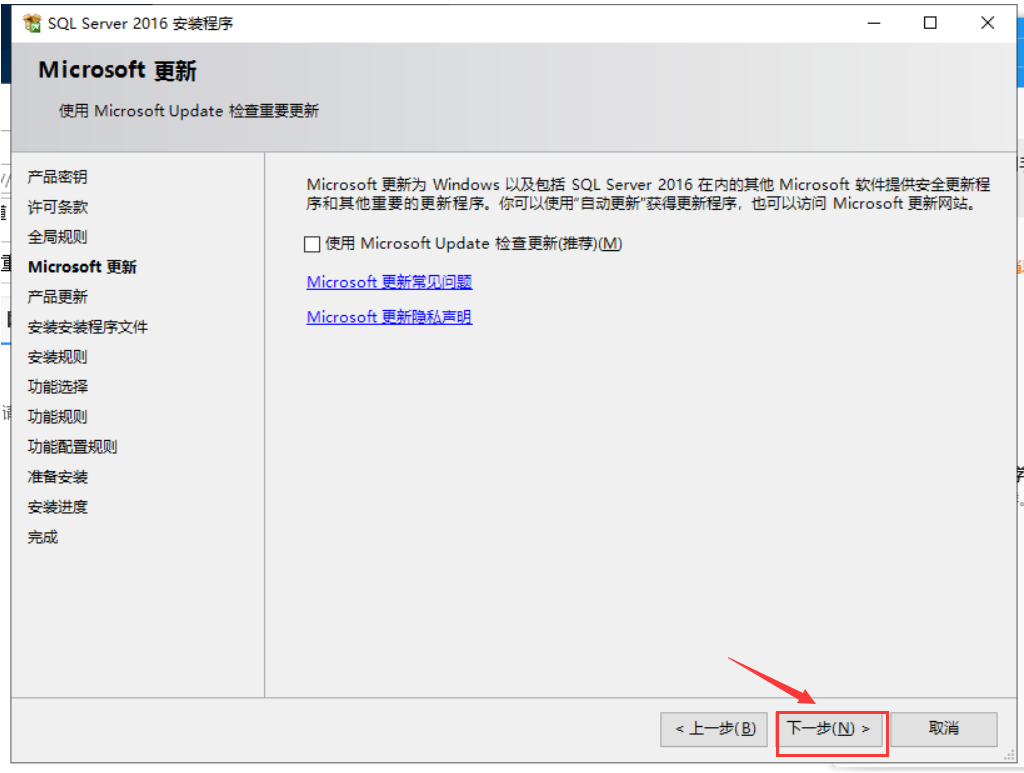 SQL Server 2016 安装程序
Microsoft 更新
使用 Microsoft Update 检查重要更新
产品密钥
许可条款
全局规则
Microsoft 更新
产品更新
安装安装程序文件
安装规则
功能选择
功能规则
功能配置规则
准备安装
安装进度
完成
Microsoft 更新为 Windows 以及包括 SQL Server 2016 在内的其他 Microsoft 软件提供安全更新程
序和其他重要的更新程序。你可以使用“自动更新”获得更新程序，也可以访问 Microsoft 更新网站。
使用 Microsoft Update 检查更新(推荐)(M)
Microsoft 更新常见问题
Microsoft 更新隐私声明
< 上一步(B)
下一步(N) >
取消